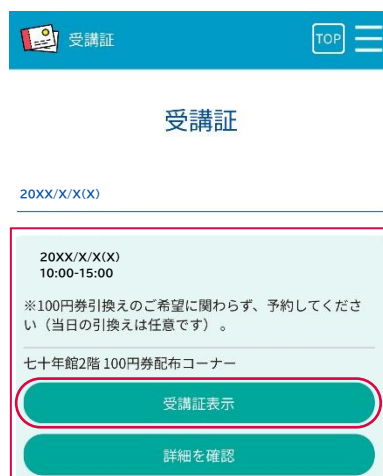 受講証
TOP
受講証
20XX/X/X(X)
20XX/X/X(X)
10:00-15:00
※100円券引換えのご希望に関わらず、予約してくださ
い（当日の引換えは任意です）。
七十年館2階 100円券配布コーナー
受講証表示
詳細を確認